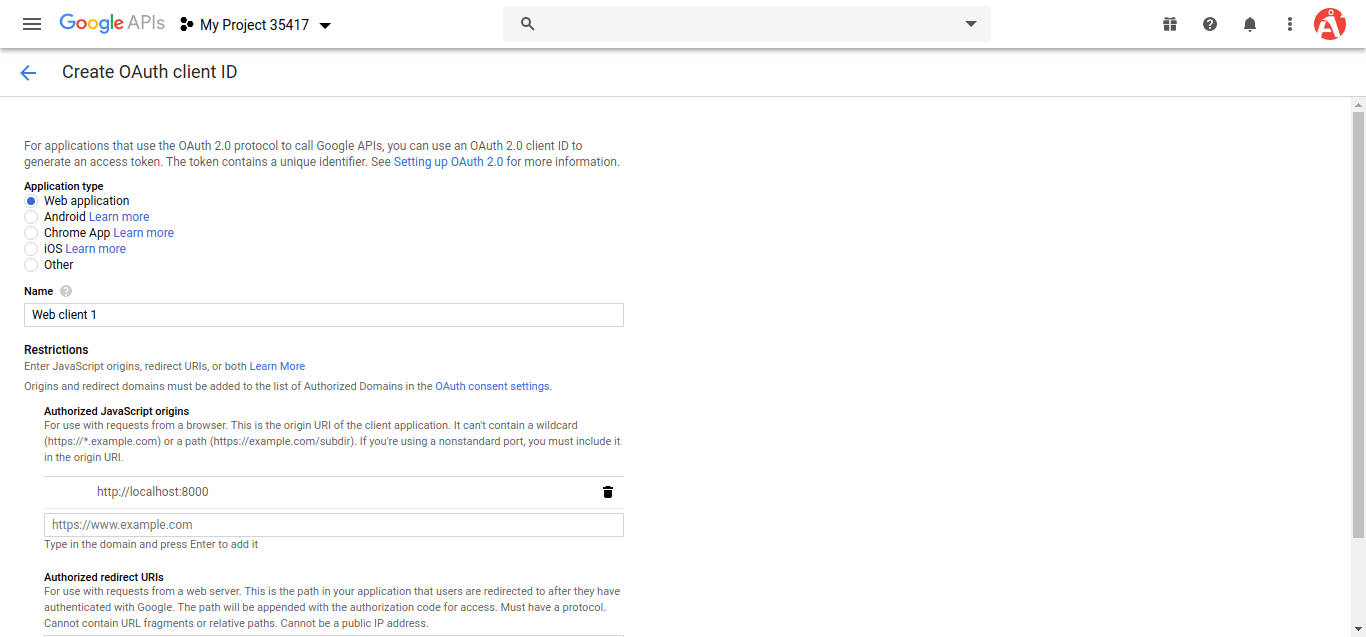 Google APIs My Project 35417
Create OAuth client ID
For applications that use the OAuth 2.0 protocol to call Google APIs, you can use an OAuth 2.0 client ID to
generate an access token. The token contains a unique identifier. See Setting up OAuth 2.0 for more information.
Application type
Web application
Android Learn more
Chrome App Learn more
iOS Learn more
Other
Name
Web client 1
Restrictions
Enter JavaScript origins, redirect URIs, or both Learn More
Origins and redirect domains must be added to the list of Authorized Domains in the OAuth consent settings.
Authorized JavaScript origins
For use with requests from a browser. This is the origin URI of the client application. It can't contain a wildcard
(https://*.example.com) or a path (https://example.com/subdir). If you're using a nonstandard port, you must include it
in the origin URI.
http://localhost:8000
https://www.example.com
Type in the domain and press Enter to add it
Authorized redirect URIs
For use with requests from a web server. This is the path in your application that users are redirected to after they have
authenticated with Google. The path will be appended with the authorization code for access. Must have a protocol.
Cannot contain URL fragments or relative paths. Cannot be a public IP address.